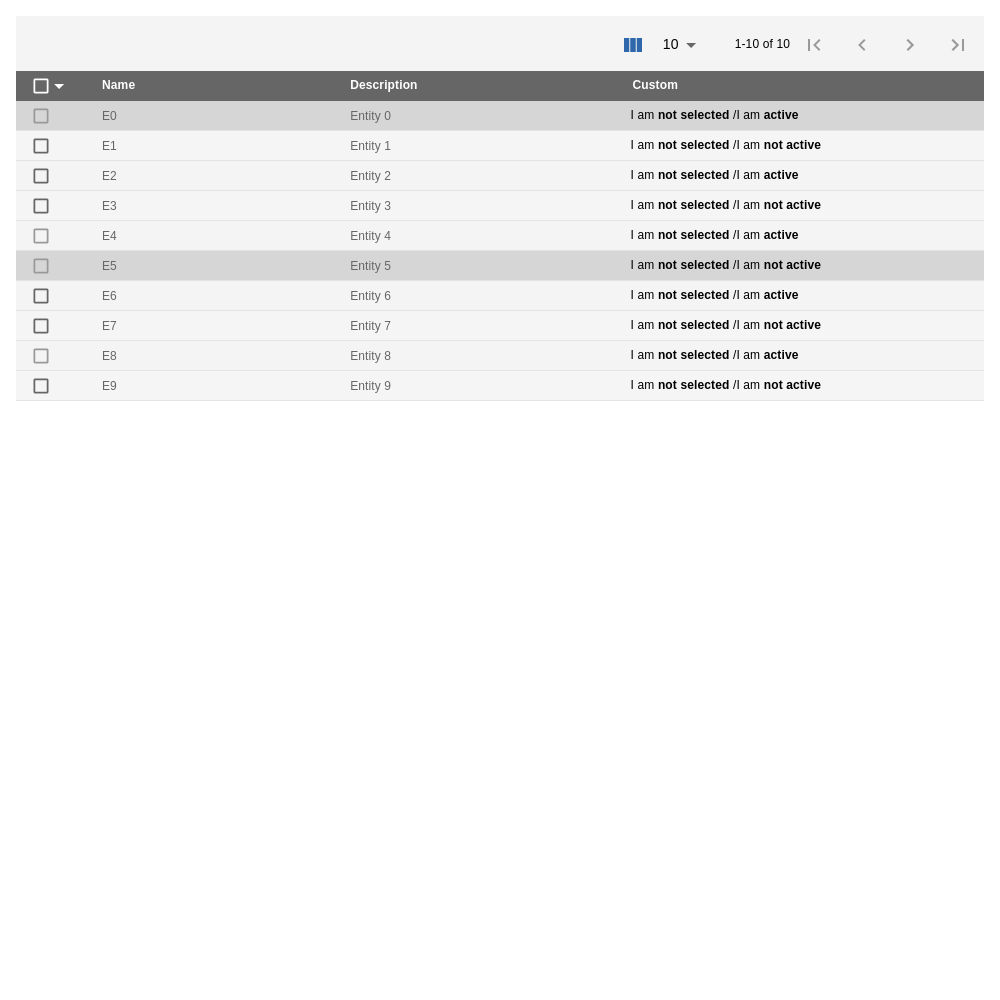 10 1-10 of 10
Name Description Custom
E0 Entity 0 I am not selected /I am active
E1 Entity 1 I am not selected /I am not active
E2 Entity 2 I am not selected /I am active
E3 Entity 3 I am not selected /I am not active
E4 Entity 4 I am not selected /I am active
E5 Entity 5 I am not selected /I am not active
E6 Entity 6 I am not selected /I am active
E7 Entity 7 I am not selected /I am not active
E8 Entity 8 I am not selected /I am active
E9 Entity 9 I am not selected /I am not active